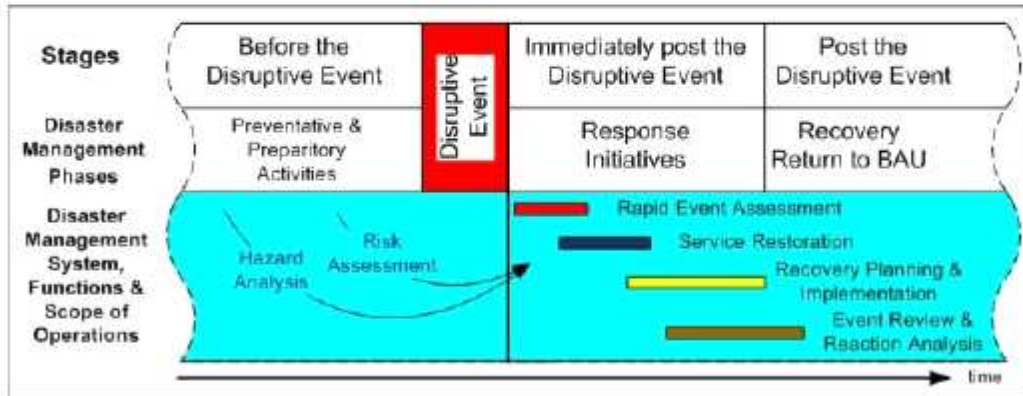 Stages
Before the
Disruptive Event
Disruptive
Event
Immediately post the
Disruptive Event
Post the
Disruptive Event
Disaster
Management
Phases
Preventative &
Preparitory
Activities
Response
Initiatives
Recovery
Return to BAU
Disaster
Management
System,
Functions &
Scope of
Operations
Hazard
Analysis
Risk
Assessment
Rapid Event Assessment
Service Restoration
Recovery Planning &
Implementation
Event Review &
Reaction Analysis
time